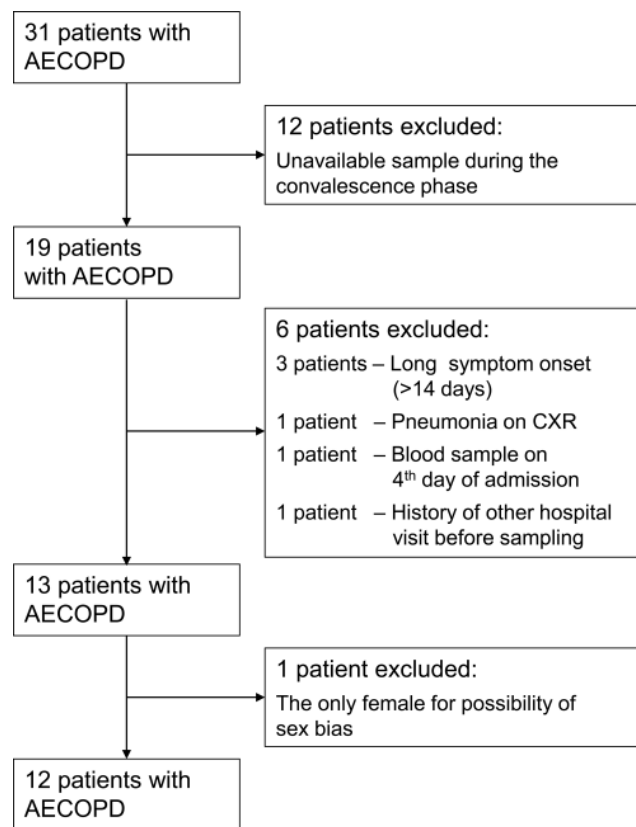 31 patients with
AECOPD
12 patients excluded:
Unavailable sample during the
convalescence phase
19 patients
with AECOPD
6 patients excluded:
3 patients – Long symptom onset
(>14 days)
1 patient – Pneumonia on CXR
1 patient – Blood sample on
4th day of admission
1 patient – History of other hospital
visit before sampling
13 patients with
AECOPD
1 patient excluded:
The only female for possibility of
sex bias
12 patients with
AECOPD